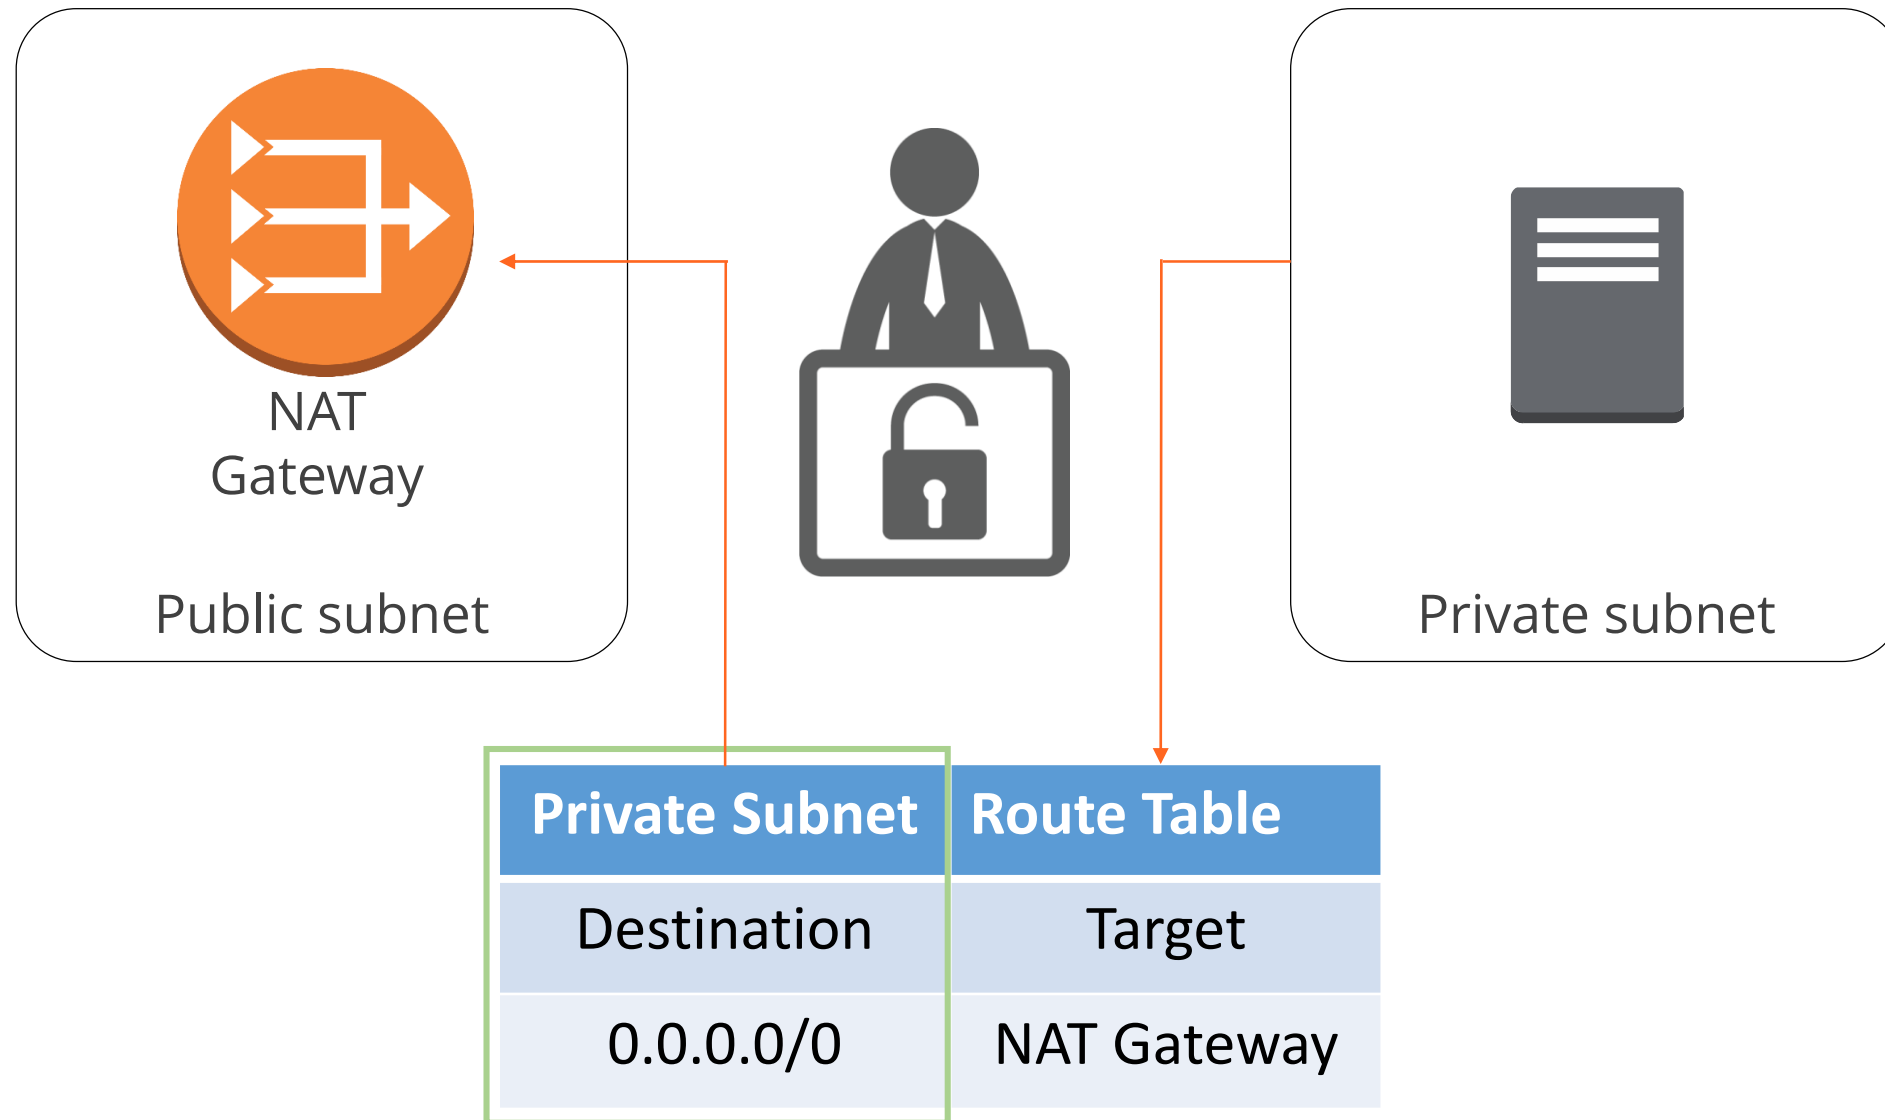 NAT
Gateway
Public subnet
Private subnet
Private Subnet Route Table
Destination Target
0.0.0.0/0 NAT Gateway